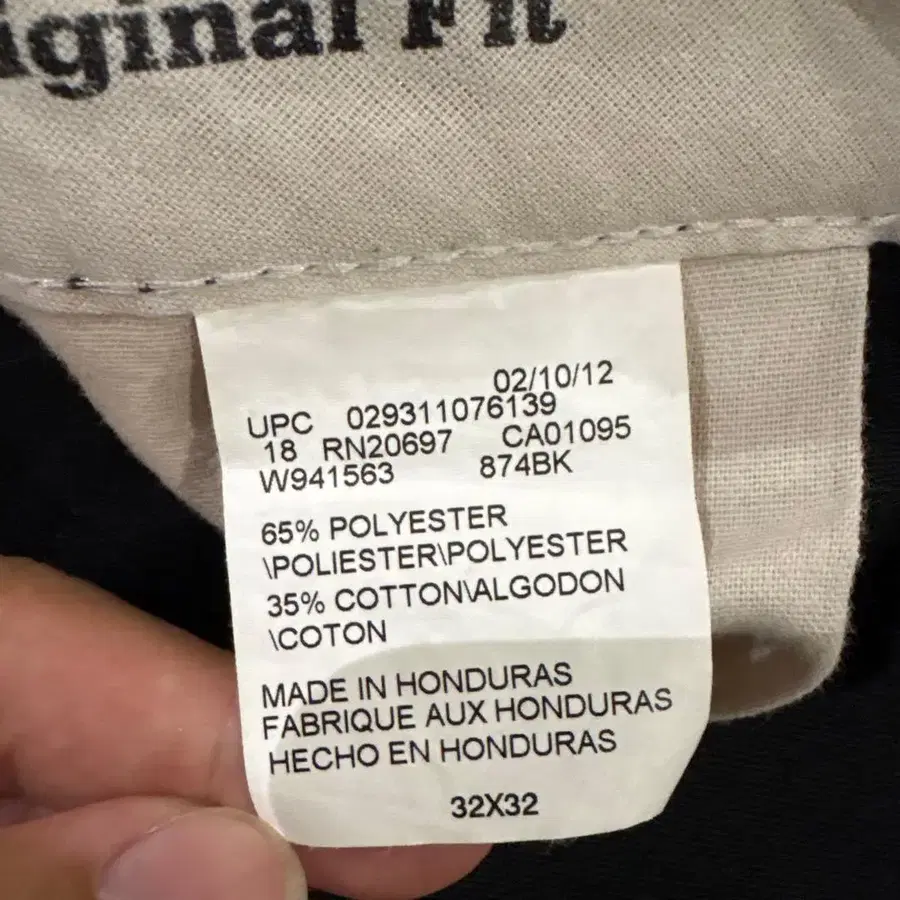 iginal Fit
02/10/12
UPC 029311076139
18 RN20697 CA01095
W941563 874BK
65% POLYESTER
\POLIESTER\POLYESTER
35% COTTON\ALGODON
\COTON
MADE IN HONDURAS
FABRIQUE AUX HONDURAS
HECHO EN HONDURAS
32X32